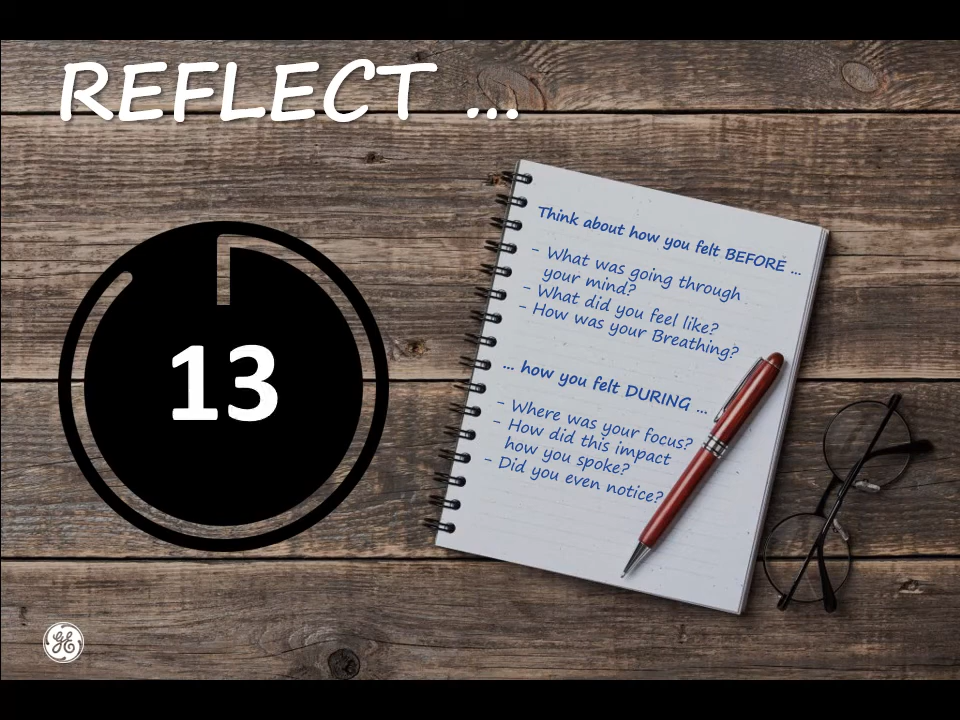 REFLECT ...
13
Think about how you felt BEFORE ...
- What was going through
your mind?
- What did you feel like?
- How was your Breathing?
... how you felt DURING ...
- Where was your focus?
- How did this impact
how you spoke?
- Did you even notice?
GE